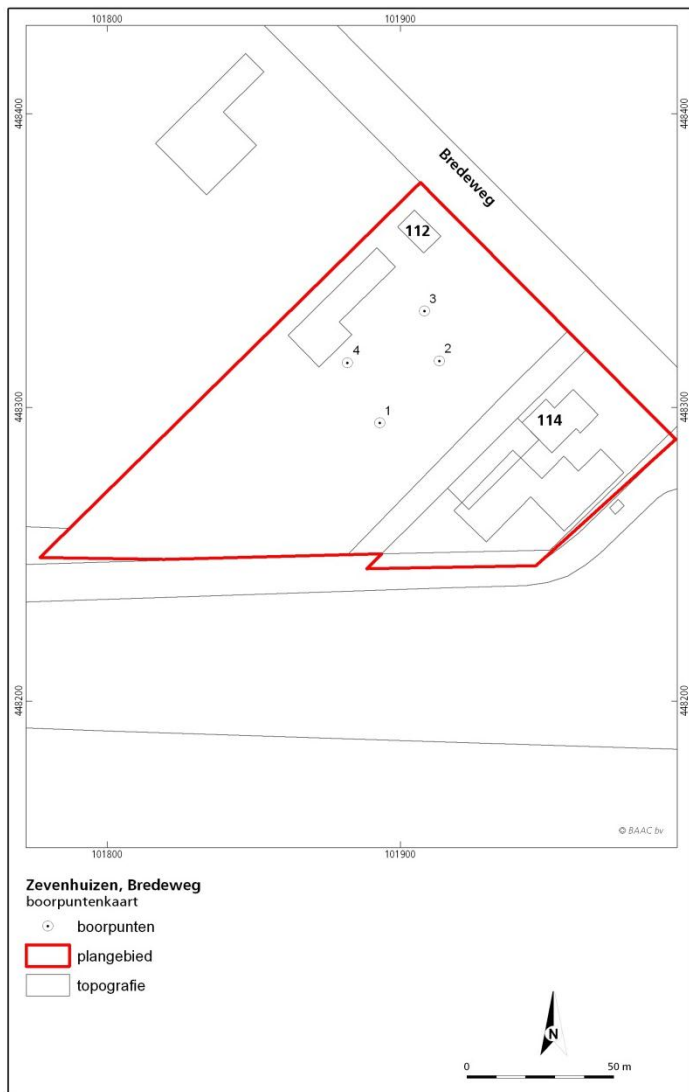 101800
101900
448400
448400
Bredeweg
112
3
2
4
1
448300
448300
114
448200
448200
© BAAC bv
101800
101900
Zevenhuizen, Bredeweg
boorpuntenkaart
boorpunten
plangebied
topografie
N
0
50 m